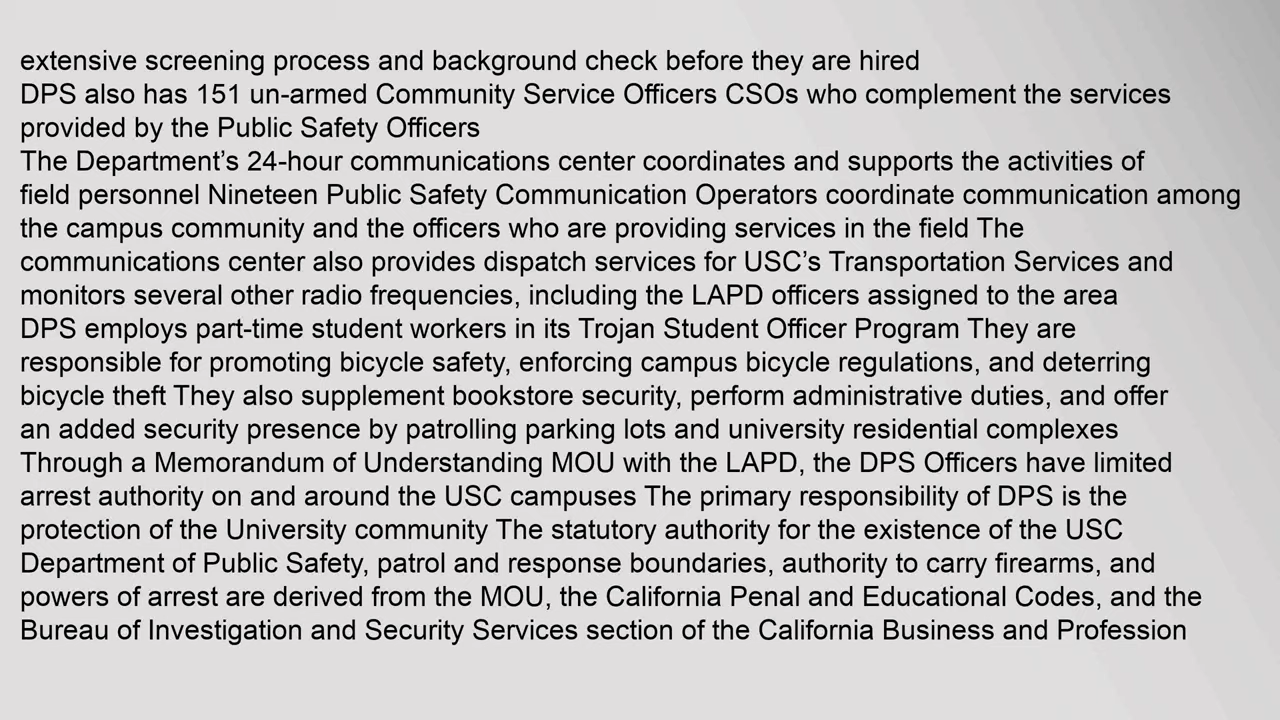 extensive screening process and background check before they are hired
DPS also has 151 un-armed Community Service Officers CSOs who complement the services
provided by the Public Safety Officers
The Department’s 24-hour communications center coordinates and supports the activities of
field personnel Nineteen Public Safety Communication Operators coordinate communication among
the campus community and the officers who are providing services in the field The
communications center also provides dispatch services for USC’s Transportation Services and
monitors several other radio frequencies, including the LAPD officers assigned to the area
DPS employs part-time student workers in its Trojan Student Officer Program They are
responsible for promoting bicycle safety, enforcing campus bicycle regulations, and deterring
bicycle theft They also supplement bookstore security, perform administrative duties, and offer
an added security presence by patrolling parking lots and university residential complexes
Through a Memorandum of Understanding MOU with the LAPD, the DPS Officers have limited
arrest authority on and around the USC campuses The primary responsibility of DPS is the
protection of the University community The statutory authority for the existence of the USC
Department of Public Safety, patrol and response boundaries, authority to carry firearms, and
powers of arrest are derived from the MOU, the California Penal and Educational Codes, and the
Bureau of Investigation and Security Services section of the California Business and Profession